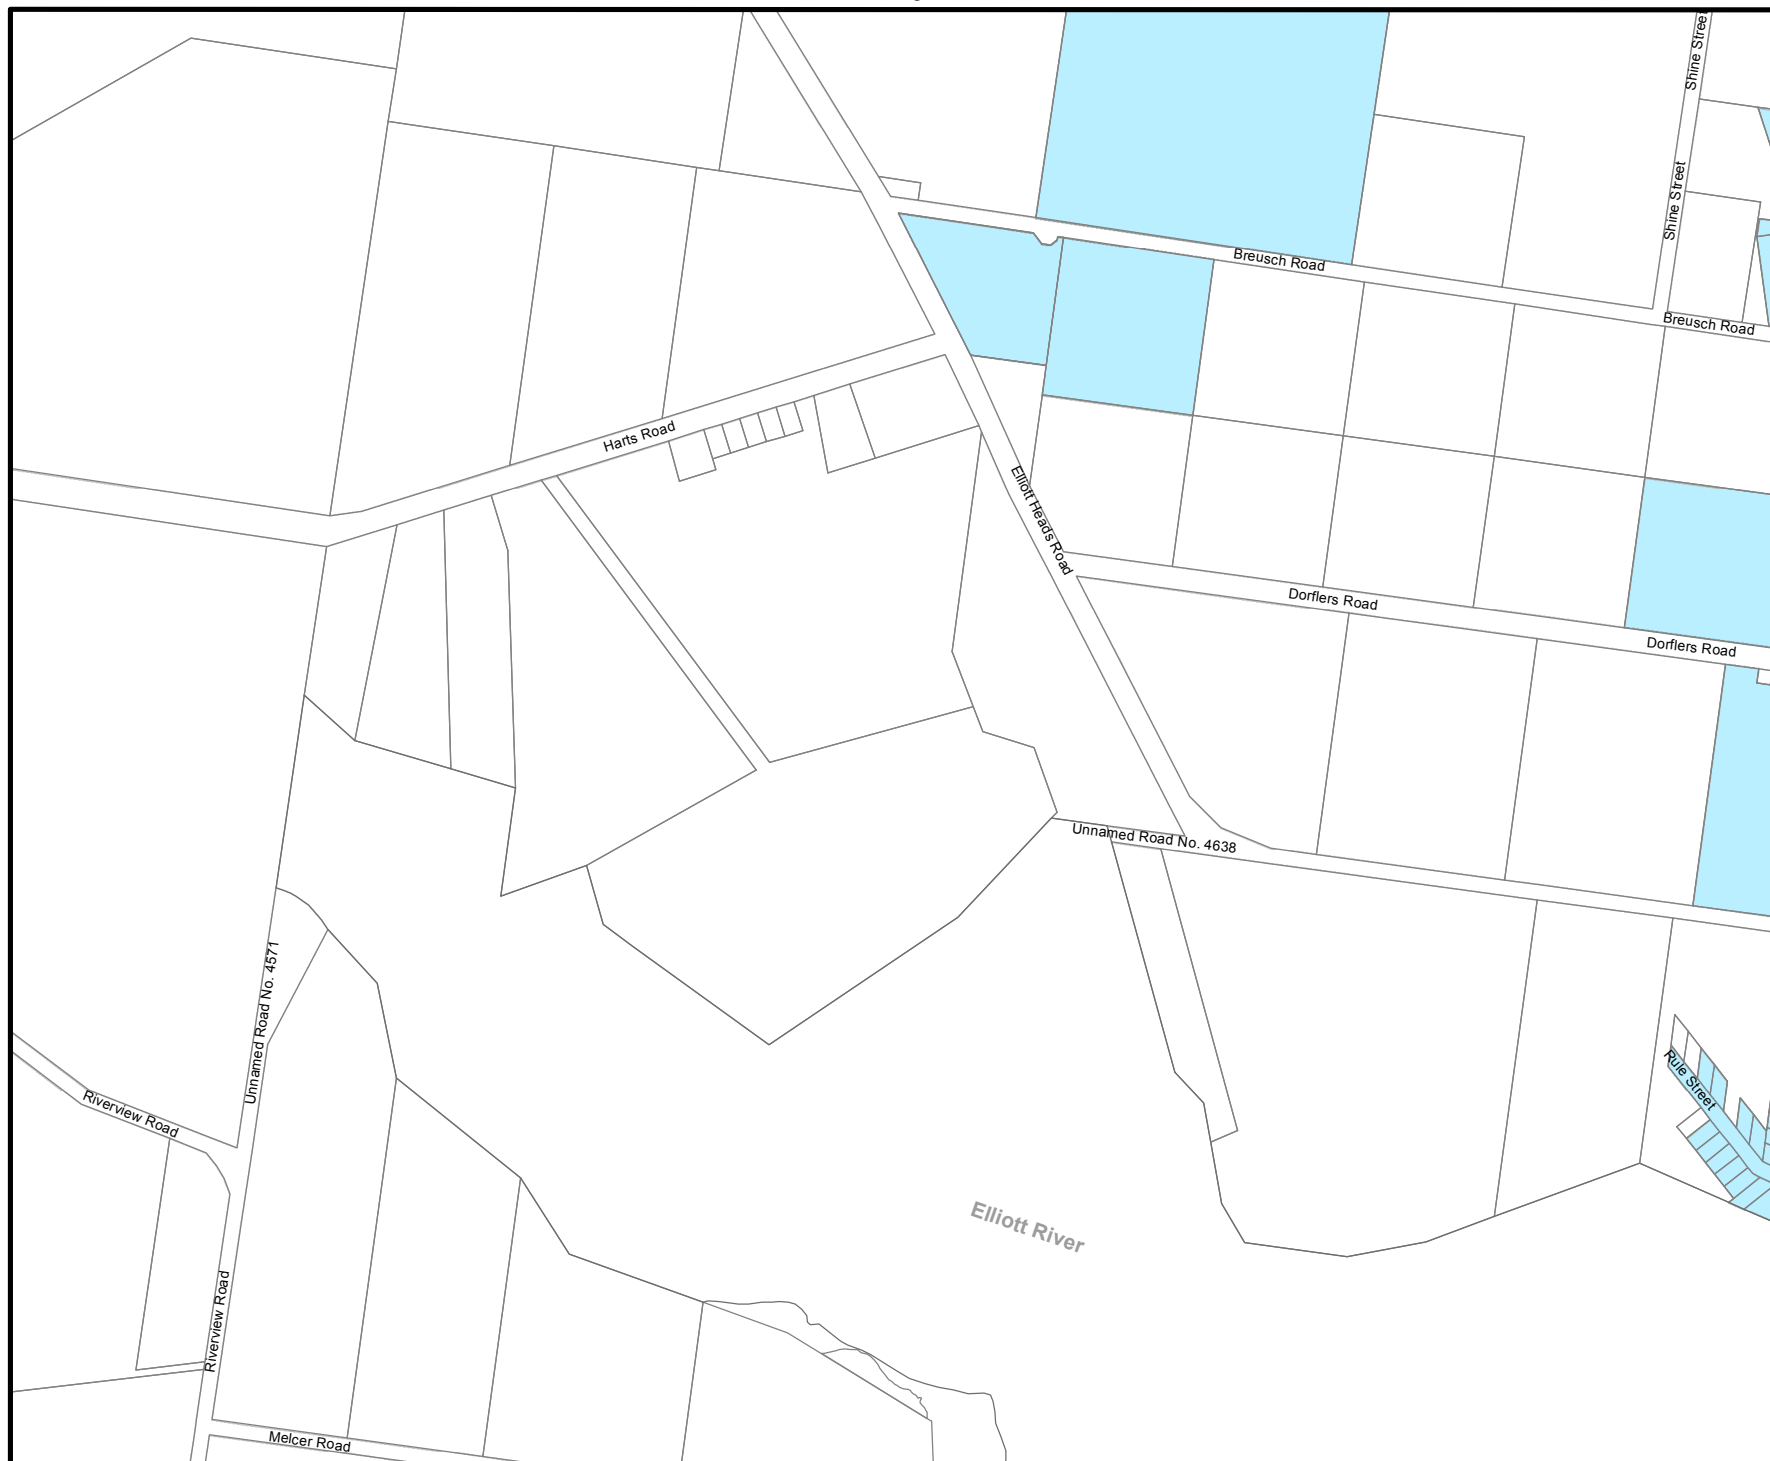 Shine Street
Shine Street
Breusch Road
Breusch Road
Harts Road
Elliott Heads Road
Dorflers Road
Dorflers Road
Unnamed Road No. 4638
Unnamed Road No. 4571
Rule Street
Riverview Road
Elliott River
Riverview Road
Melcer Road